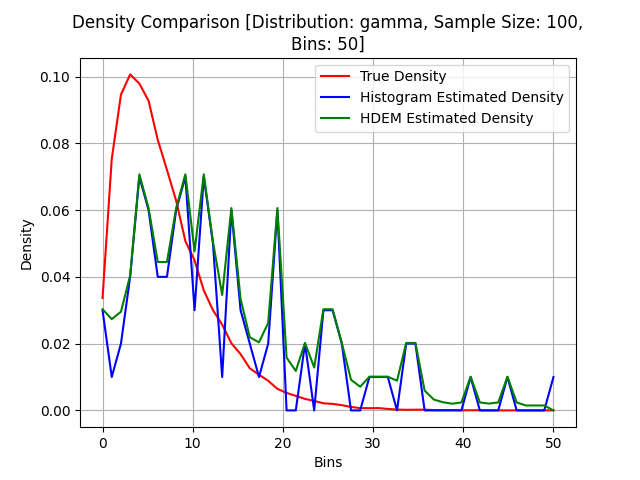 Density Comparison [Distribution: gamma, Sample Size: 100,
Bins: 50]
True Density
Histogram Estimated Density
HDEM Estimated Density
Density
0.10
0.08
0.06
0.04
0.02
0.00
0 10 20 30 40 50
Bins